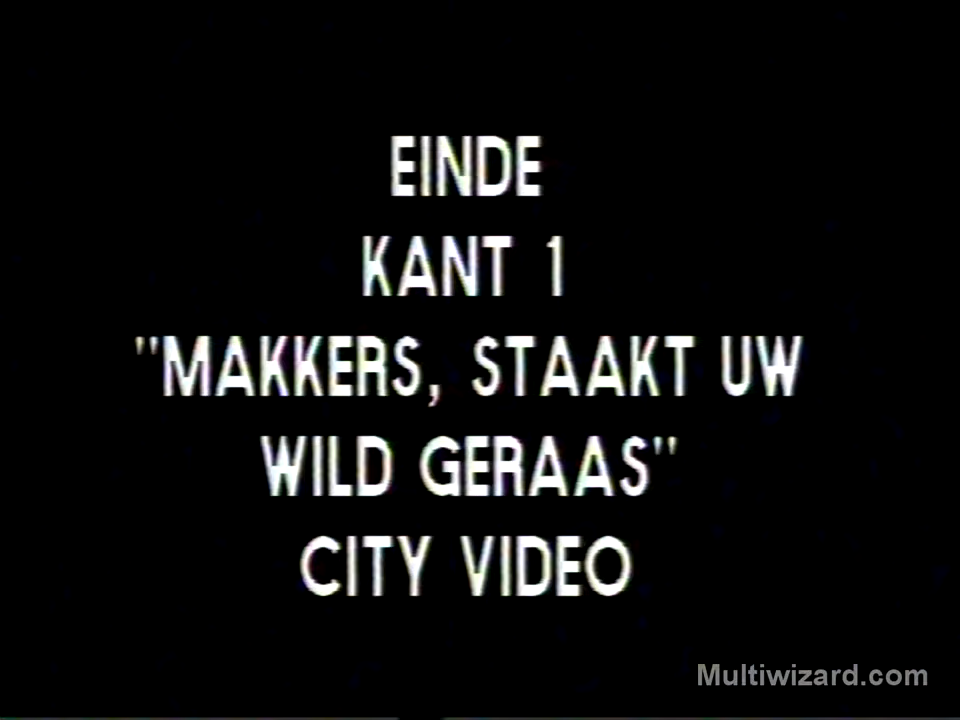 EINDE
KANT 1
"MAKKERS, STAAKT UW
WILD GERAAS"
CITY VIDEO
Multiwizard.com